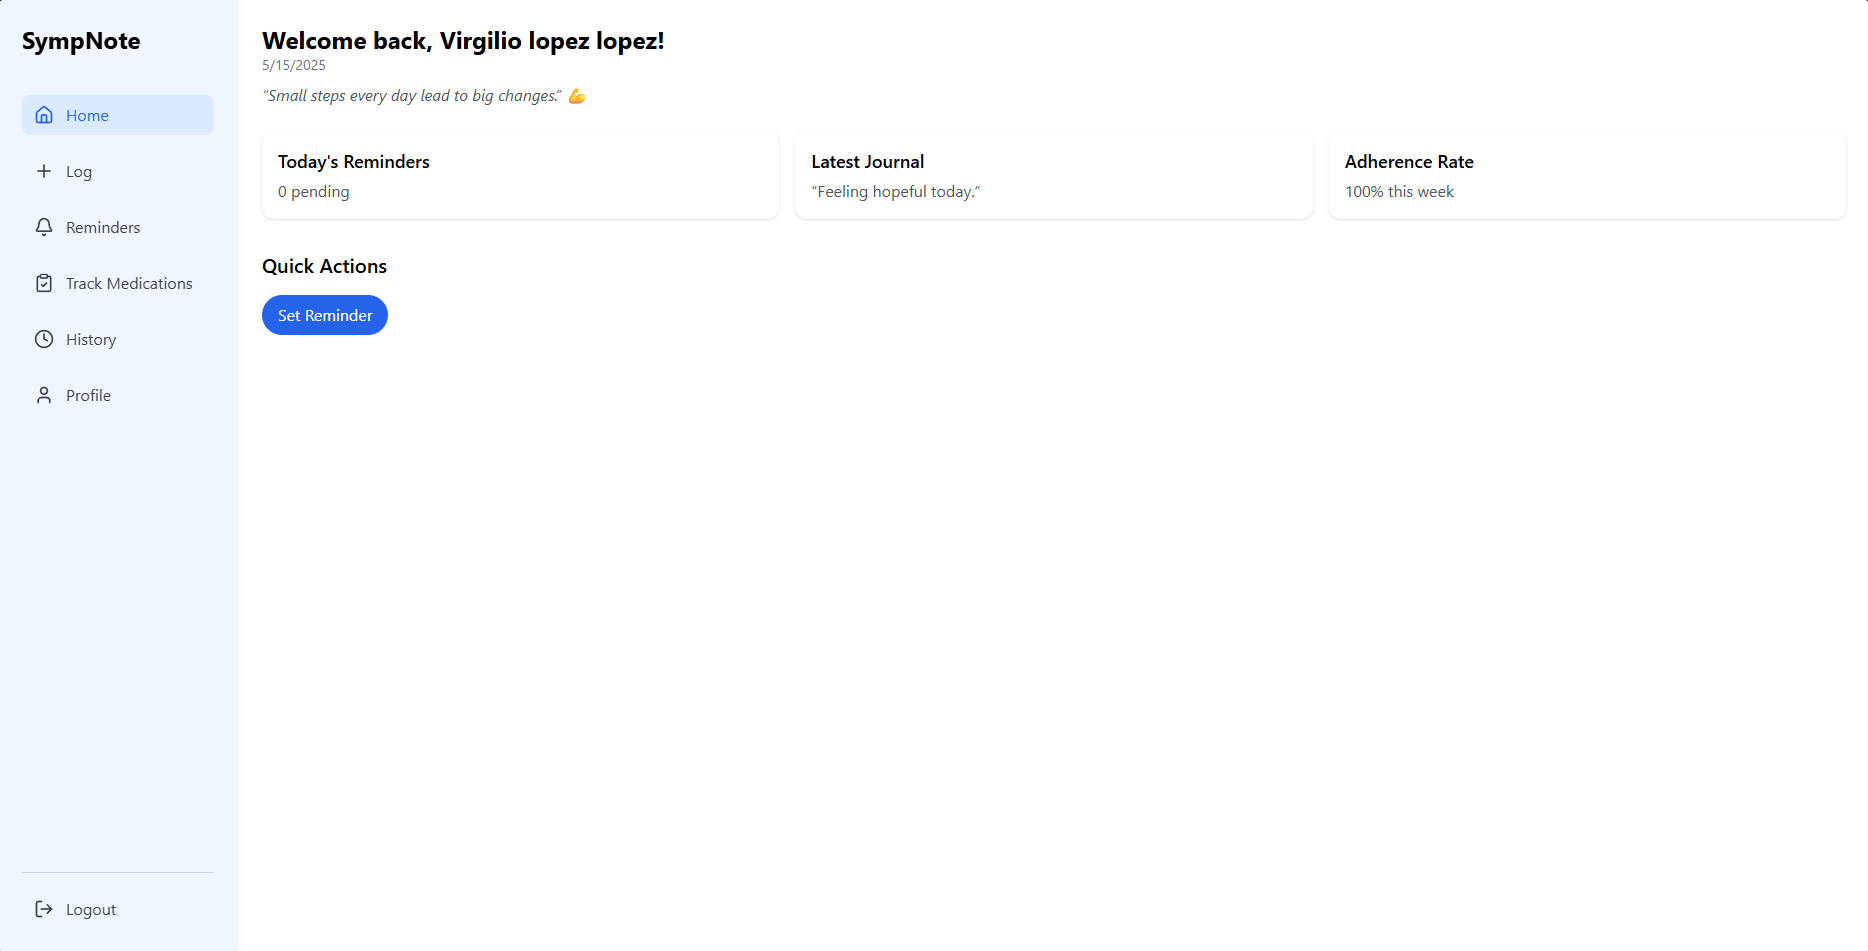 SympNote
Home
Log
Reminders
Track Medications
History
Profile
Logout
Welcome back, Virgilio lopez lopez!
5/15/2025
“Small steps every day lead to big changes.” 💪
Today's Reminders
0 pending
Latest Journal
“Feeling hopeful today.”
Adherence Rate
100% this week
Quick Actions
Set Reminder